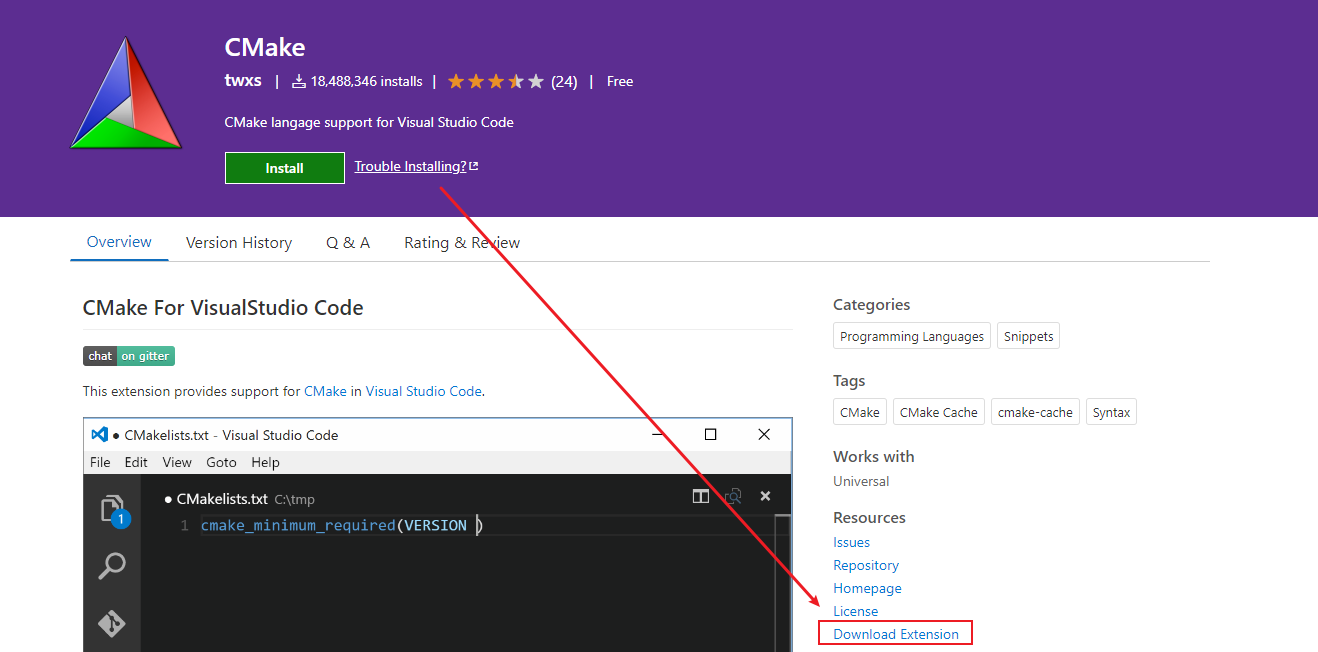 CMake
twxs | 18,488,346 installs | (24) | Free
CMake langage support for Visual Studio Code
Install Trouble Installing?
Overview Version History Q & A Rating & Review
CMake For VisualStudio Code
chat on gitter
This extension provides support for CMake in Visual Studio Code.
● CMakelists.txt - Visual Studio Code
File Edit View Goto Help
● CMakelists.txt C:\tmp
1
1 cmake_minimum_required(VERSION )
Categories
Programming Languages Snippets
Tags
CMake CMake Cache cmake-cache Syntax
Works with
Universal
Resources
Issues
Repository
Homepage
License
Download Extension